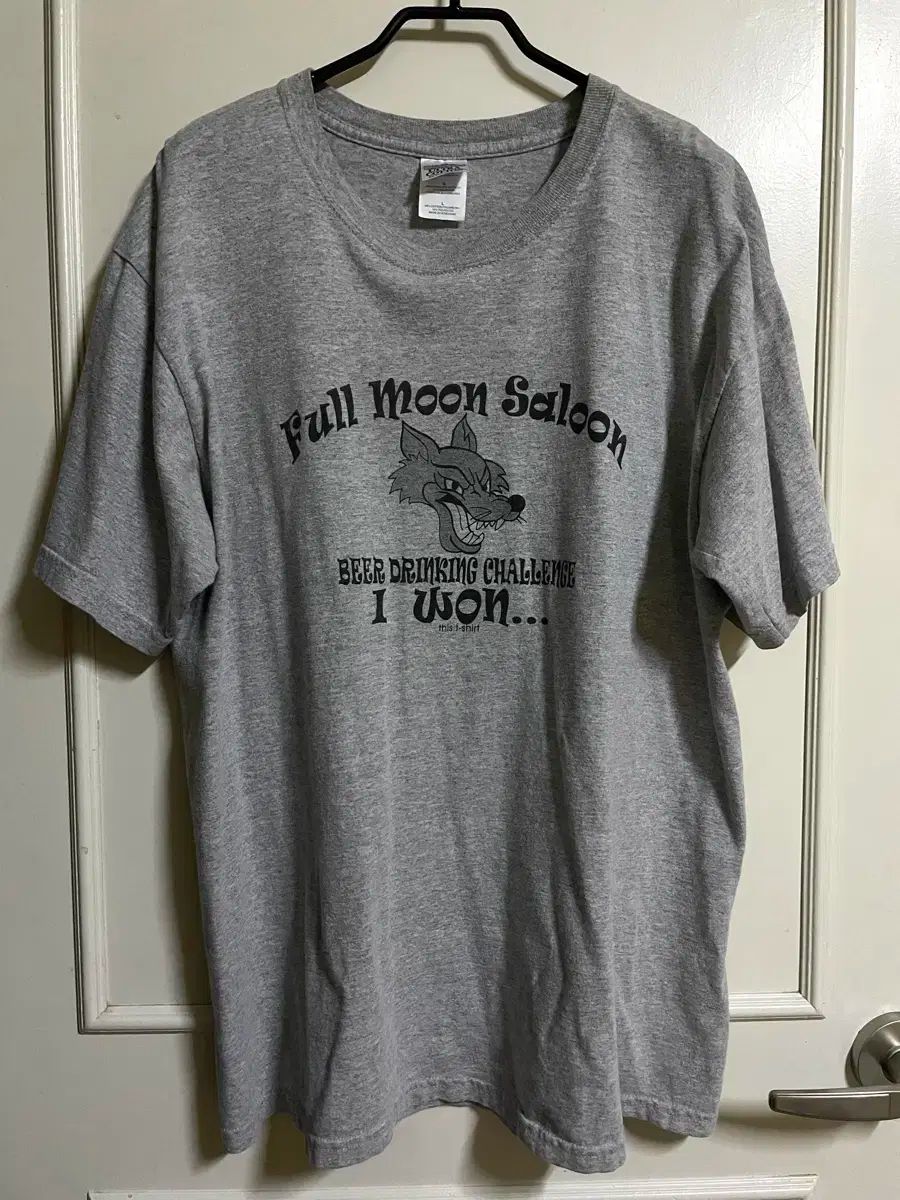 L
Full Moon Saloon
BEER DRINKING CHALLENGE
I Won...
this t-shirt